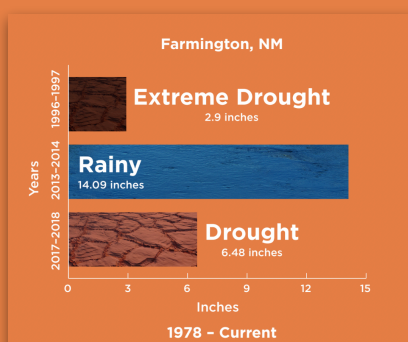 Farmington, NM
Years
1996–1997
Extreme Drought
2.9 inches
2013–2014
Rainy
14.09 inches
2017–2018
Drought
6.48 inches
0 3 6 9 12 15
Inches
1978 – Current